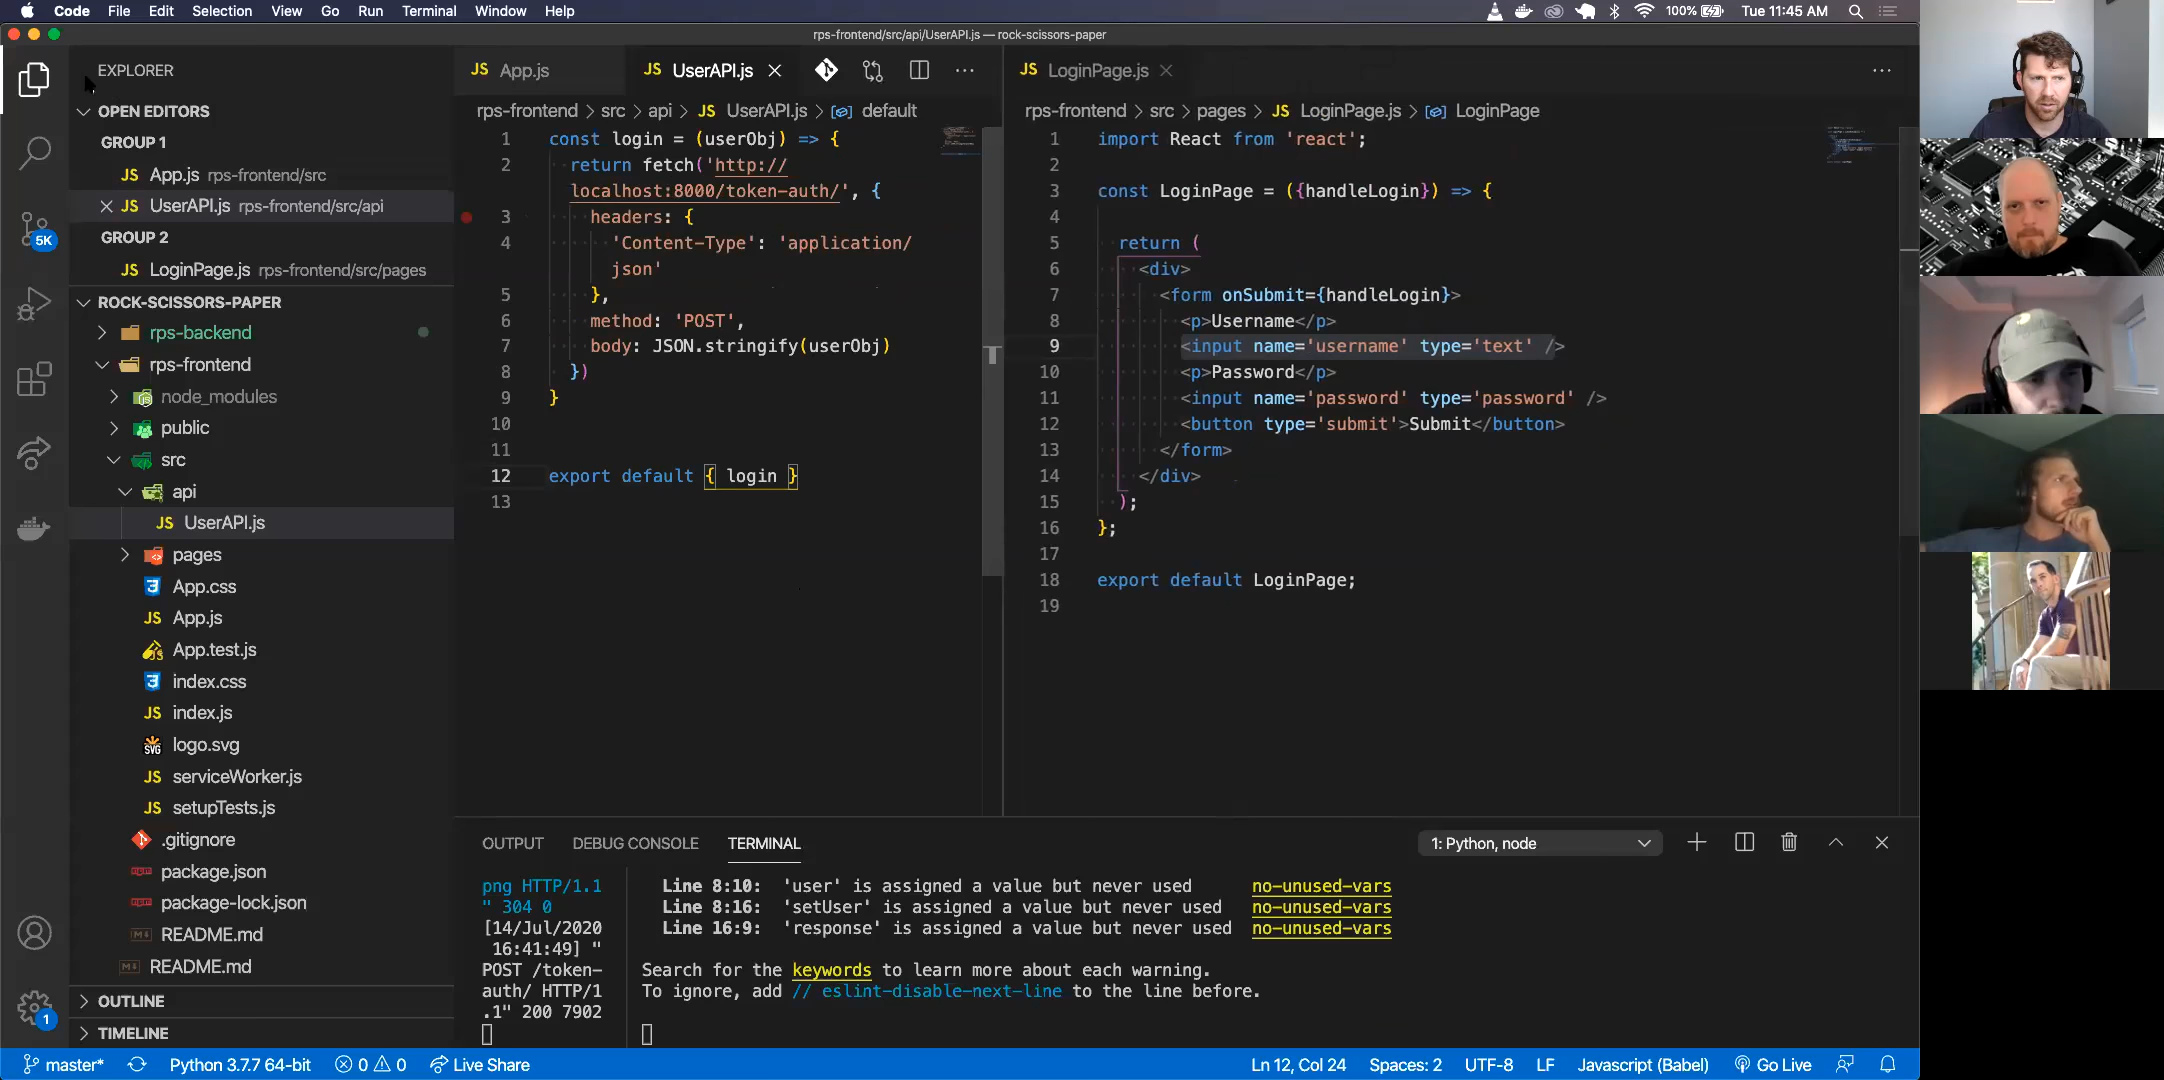 Code File Edit Selection View Go Run Terminal Window Help
100% Tue 11:45 AM
rps-frontend/src/api/UserAPI.js — rock-scissors-paper
EXPLORER
OPEN EDITORS
GROUP 1
JS App.js rps-frontend/src
JS UserAPI.js rps-frontend/src/api
GROUP 2
JS LoginPage.js rps-frontend/src/pages
ROCK-SCISSORS-PAPER
rps-backend
rps-frontend
node_modules
public
src
api
JS UserAPI.js
pages
App.css
JS App.js
App.test.js
index.css
JS index.js
SVG logo.svg
JS serviceWorker.js
JS setupTests.js
.gitignore
package.json
package-lock.json
README.md
README.md
OUTLINE
TIMELINE
5K
1
JS App.js
JS UserAPI.js
rps-frontend > src > api > JS UserAPI.js > default
1 const login = (userObj) => {
2 return fetch('http://
localhost:8000/token-auth/', {
3 headers: {
4 'Content-Type': 'application/
json'
5 },
6 method: 'POST',
7 body: JSON.stringify(userObj)
8 })
9 }
10
11
12 export default { login }
13
JS LoginPage.js
rps-frontend > src > pages > JS LoginPage.js > LoginPage
1 import React from 'react';
2
3 const LoginPage = ({handleLogin}) => {
4
5 return (
6 <div>
7 <form onSubmit={handleLogin}>
8 <p>Username</p>
9 <input name='username' type='text' />
10 <p>Password</p>
11 <input name='password' type='password' />
12 <button type='submit'>Submit</button>
13 </form>
14 </div>
15 );
16 };
17
18 export default LoginPage;
19
OUTPUT DEBUG CONSOLE TERMINAL
1: Python, node
png HTTP/1.1
" 304 0
[14/Jul/2020
16:41:49] "
POST /token-
auth/ HTTP/1
.1" 200 7902
Line 8:10: 'user' is assigned a value but never used no-unused-vars
Line 8:16: 'setUser' is assigned a value but never used no-unused-vars
Line 16:9: 'response' is assigned a value but never used no-unused-vars
Search for the keywords to learn more about each warning.
To ignore, add // eslint-disable-next-line to the line before.
master* Python 3.7.7 64-bit 0 0 Live Share
Ln 12, Col 24 Spaces: 2 UTF-8 LF Javascript (Babel) Go Live